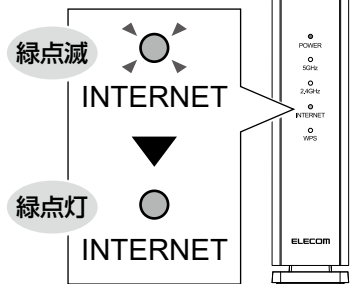 緑点滅
INTERNET
緑点灯
INTERNET
POWER
5GHz
2.4GHz
INTERNET
WPS
ELECOM